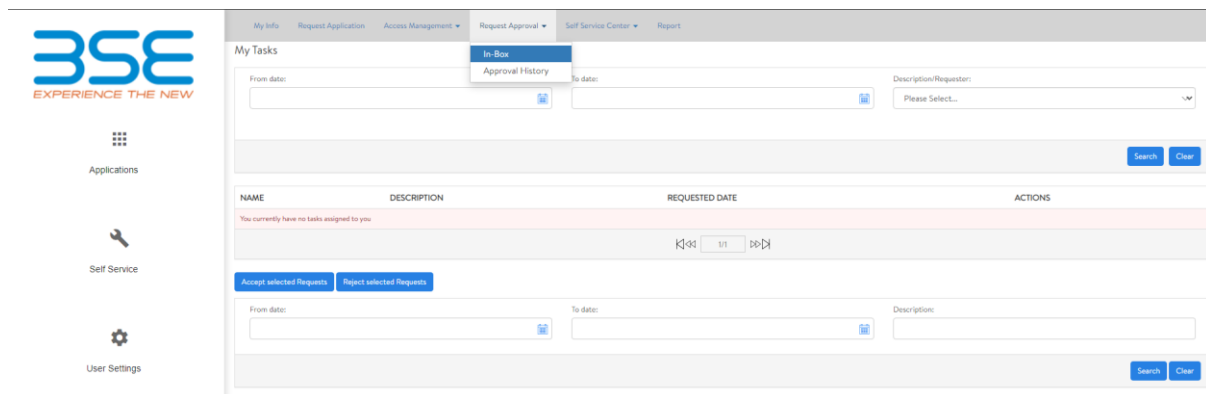 BSE
EXPERIENCE THE NEW
Applications
Self Service
User Settings
My Info Request Application Access Management Request Approval Self Service Center Report
In-Box
Approval History
My Tasks
From date: To date: Description/Requestor:
Please Select...
Search Clear
NAME DESCRIPTION REQUESTED DATE ACTIONS
You currently have no tasks assigned to you
1/1
Accept selected Requests Reject selected Requests
From date: To date: Description:
Search Clear